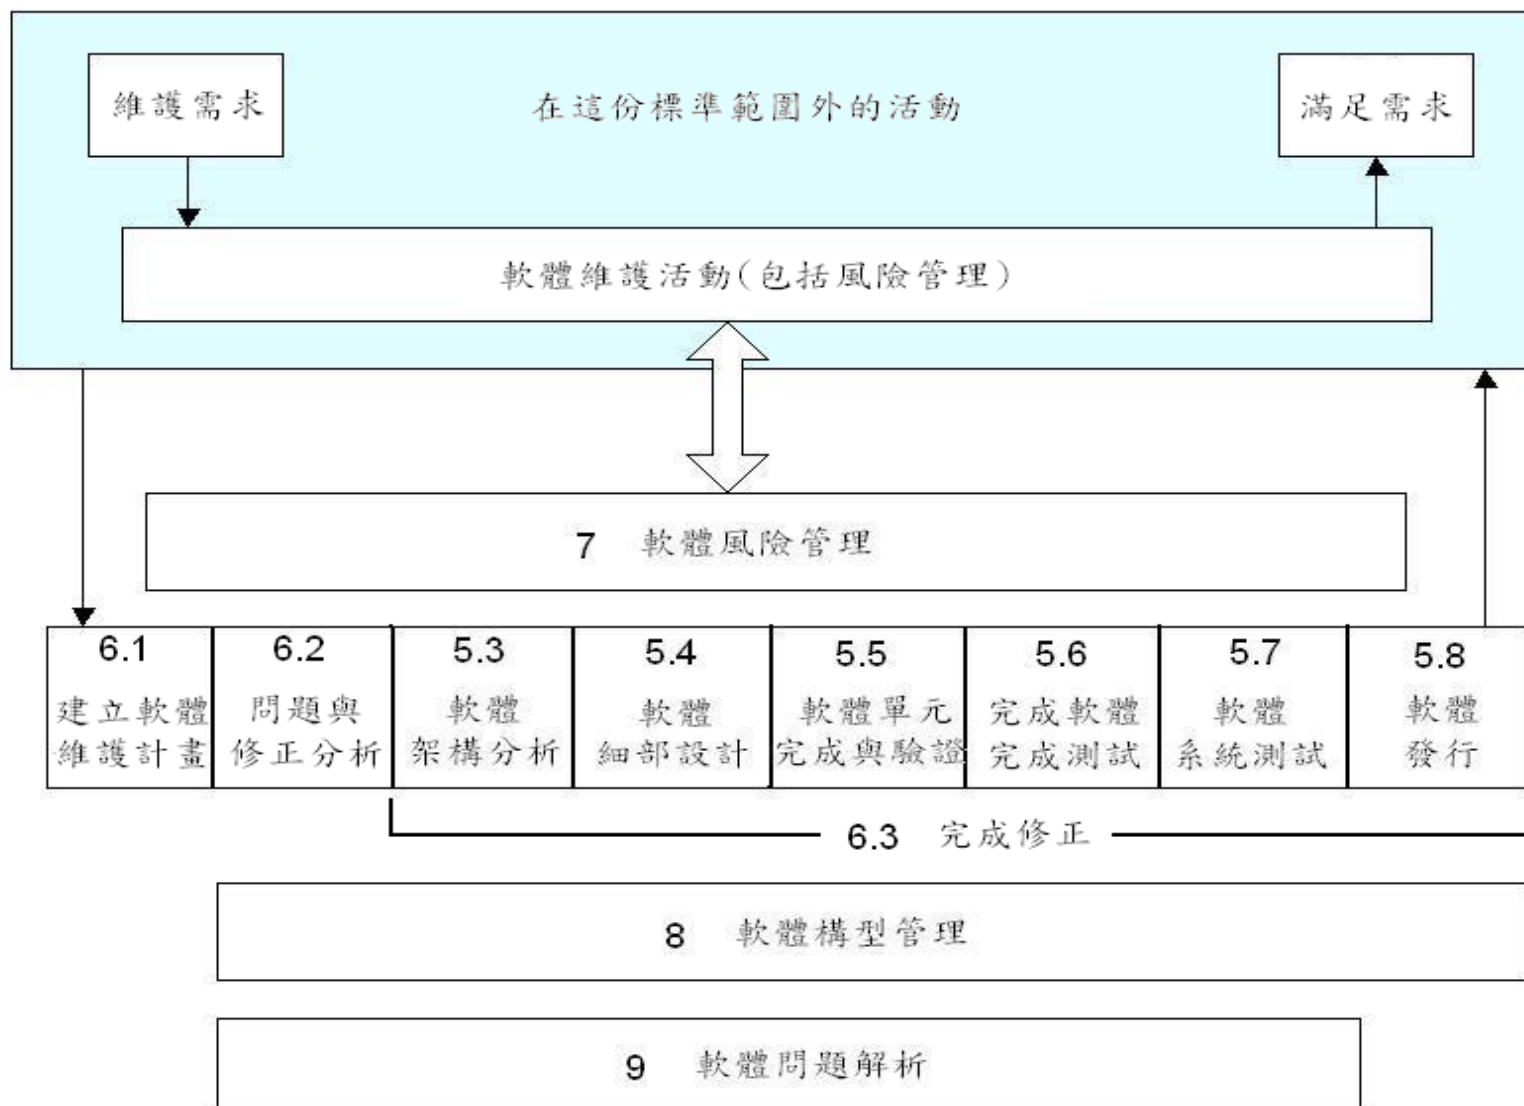 維護需求
在這份標準範圍外的活動
滿足需求
軟體維護活動(包括風險管理)
7 軟體風險管理
6.1
建立軟體
維護計畫
6.2
問題與
修正分析
5.3
軟體
架構分析
5.4
軟體
細部設計
5.5
軟體單元
完成與驗證
5.6
完成軟體
完成測試
5.7
軟體
系統測試
5.8
軟體
發行
6.3 完成修正
8 軟體構型管理
9 軟體問題解析